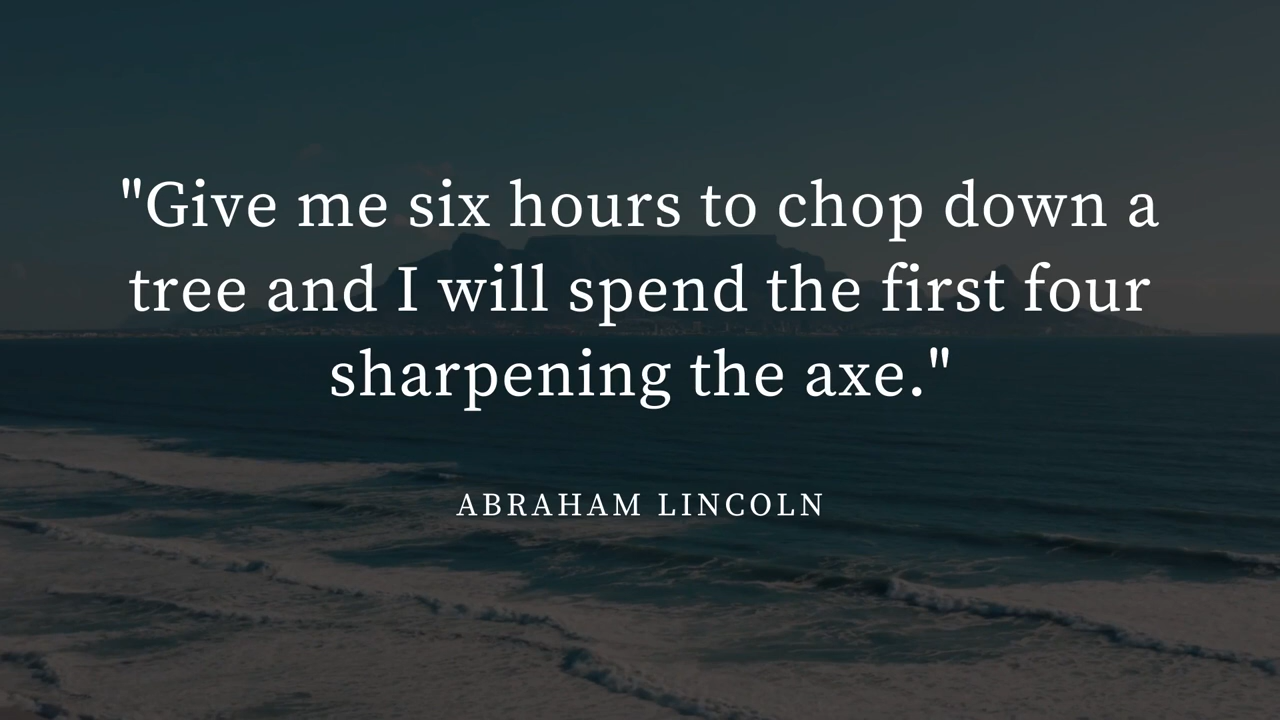 "Give me six hours to chop down a
tree and I will spend the first four
sharpening the axe."
ABRAHAM LINCOLN